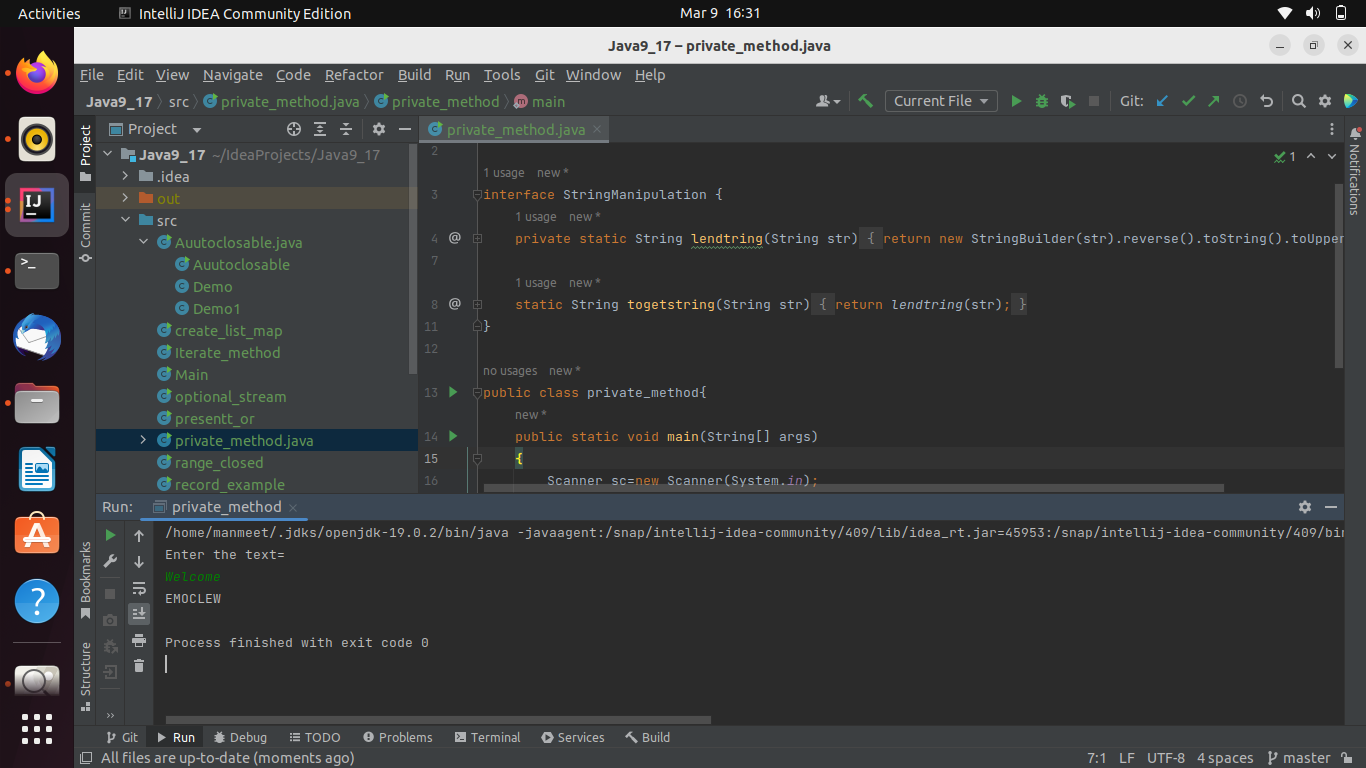 Activities IntelliJ IDEA Community Edition Mar 9 16:31
Java9_17 – private_method.java
File Edit View Navigate Code Refactor Build Run Tools Git Window Help
Java9_17 src private_method.java private_method main Current File Git:
Project
private_method.java
Project
Commit
Bookmarks
Structure
Notifications
Java9_17 ~/IdeaProjects/Java9_17
.idea
out
src
Auutoclosable.java
Auutoclosable
Demo
Demo1
create_list_map
Iterate_method
Main
optional_stream
presentt_or
private_method.java
range_closed
record_example
1
2
1 usage new *
3 interface StringManipulation {
1 usage new *
4 @ private static String lendtring(String str) { return new StringBuilder(str).reverse().toString().toUpper
7
1 usage new *
8 @ static String togetstring(String str) { return lendtring(str); }
11 }
12
no usages new *
13 public class private_method{
new *
14 public static void main(String[] args)
15 {
16 Scanner sc=new Scanner(System.in);
Run: private_method
/home/manmeet/.jdks/openjdk-19.0.2/bin/java -javaagent:/snap/intellij-idea-community/409/lib/idea_rt.jar=45953:/snap/intellij-idea-community/409/bin
Enter the text=
Welcome
EMOCLEW
Process finished with exit code 0
Git Run Debug TODO Problems Terminal Services Build
All files are up-to-date (moments ago) 7:1 LF UTF-8 4 spaces master